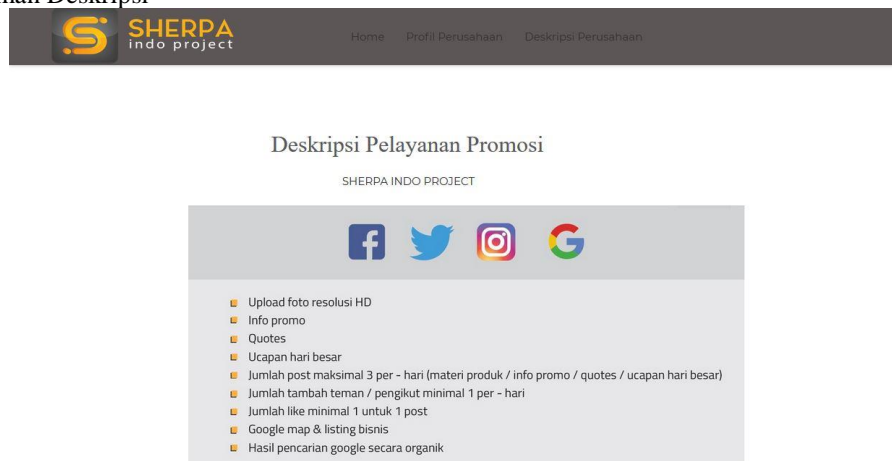 Deskripsi
SHERPA
indo project
Home Profil Perusahaan Deskripsi Perusahaan
Deskripsi Pelayanan Promosi
SHERPA INDO PROJECT
Upload foto resolusi HD
Info promo
Quotes
Ucapan hari besar
Jumlah post maksimal 3 per - hari (materi produk / info promo / quotes / ucapan hari besar)
Jumlah tambah teman / pengikut minimal 1 per - hari
Jumlah like minimal 1 untuk 1 post
Google map & listing bisnis
Hasil pencarian google secara organik